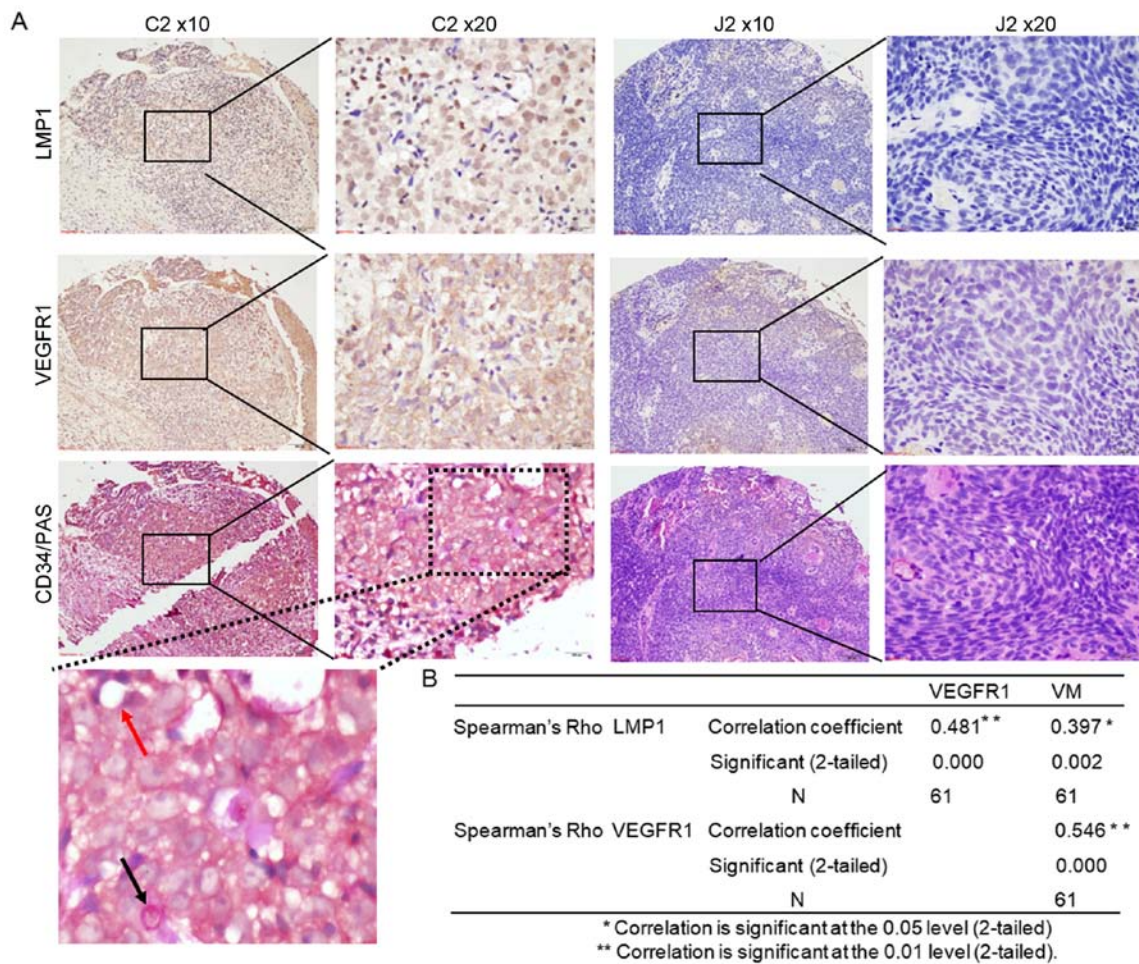 A
C2 x10
C2 x20
J2 x10
J2 x20
LMP1
VEGFR1
CD34/PAS
B
VEGFR1 VM
Spearman's Rho LMP1 Correlation coefficient 0.481** 0.397*
Significant (2-tailed) 0.000 0.002
N 61 61
Spearman's Rho VEGFR1 Correlation coefficient 0.546**
Significant (2-tailed) 0.000
N 61
* Correlation is significant at the 0.05 level (2-tailed)
** Correlation is significant at the 0.01 level (2-tailed).